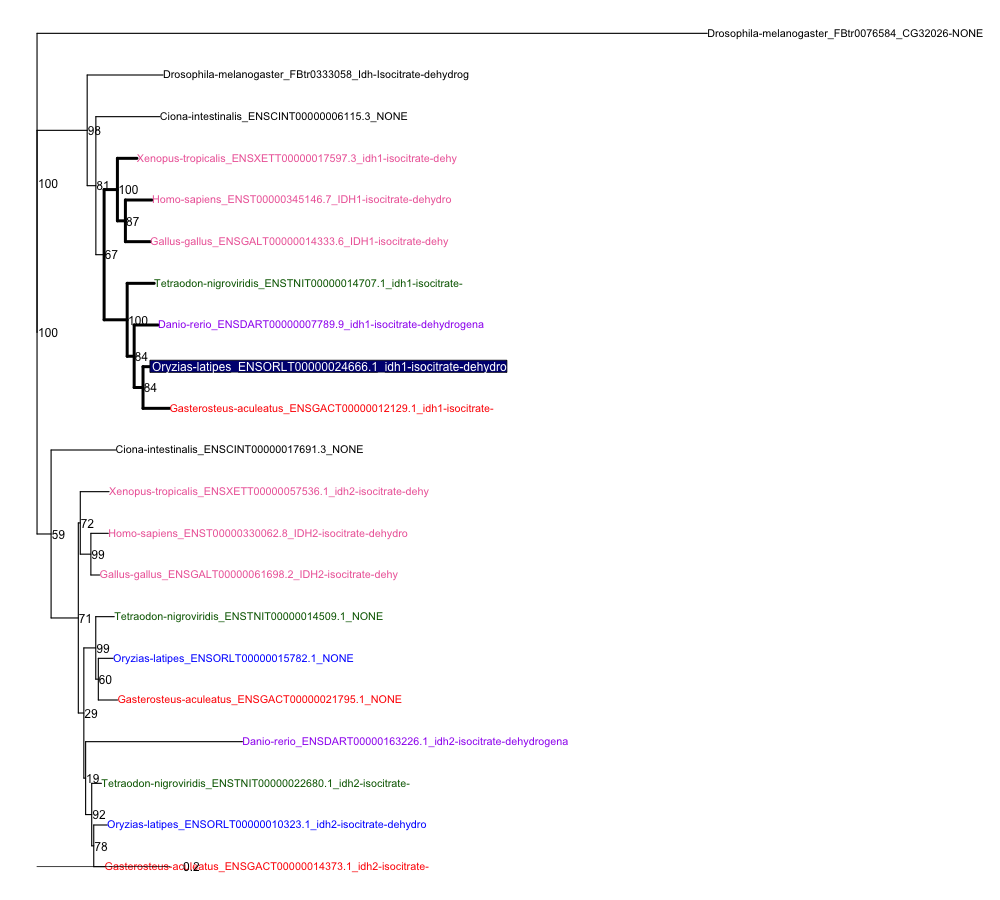 Drosophila-melanogaster_FBtr0076584_CG32026-NONE
Drosophila-melanogaster_FBtr0333058_Idh-Isocitrate-dehydrog
Ciona-intestinalis_ENSCINT00000006115.3_NONE
98
Xenopus-tropicalis_ENSXETT00000017597.3_idh1-isocitrate-dehy
100
81
100
Homo-sapiens_ENST00000345146.7_IDH1-isocitrate-dehydro
87
Gallus-gallus_ENSGALT00000014333.6_IDH1-isocitrate-dehy
67
Tetraodon-nigroviridis_ENSTNIT00000014707.1_idh1-isocitrate-
100
Danio-rerio_ENSDART00000007789.9_idh1-isocitrate-dehydrogena
100
84
Oryzias-latipes_ENSORLT00000024666.1_idh1-isocitrate-dehydro
84
Gasterosteus-aculeatus_ENSGACT00000012129.1_idh1-isocitrate-
Ciona-intestinalis_ENSCINT00000017691.3_NONE
Xenopus-tropicalis_ENSXETT00000057536.1_idh2-isocitrate-dehy
72
59
Homo-sapiens_ENST00000330062.8_IDH2-isocitrate-dehydro
99
Gallus-gallus_ENSGALT00000061698.2_IDH2-isocitrate-dehy
71
Tetraodon-nigroviridis_ENSTNIT00000014509.1_NONE
99
Oryzias-latipes_ENSORLT00000015782.1_NONE
60
Gasterosteus-aculeatus_ENSGACT00000021795.1_NONE
29
Danio-rerio_ENSDART00000163226.1_idh2-isocitrate-dehydrogena
19
Tetraodon-nigroviridis_ENSTNIT00000022680.1_idh2-isocitrate-
92
Oryzias-latipes_ENSORLT00000010323.1_idh2-isocitrate-dehydro
78
Gasterosteus-aculeatus_ENSGACT00000014373.1_idh2-isocitrate-
0.2